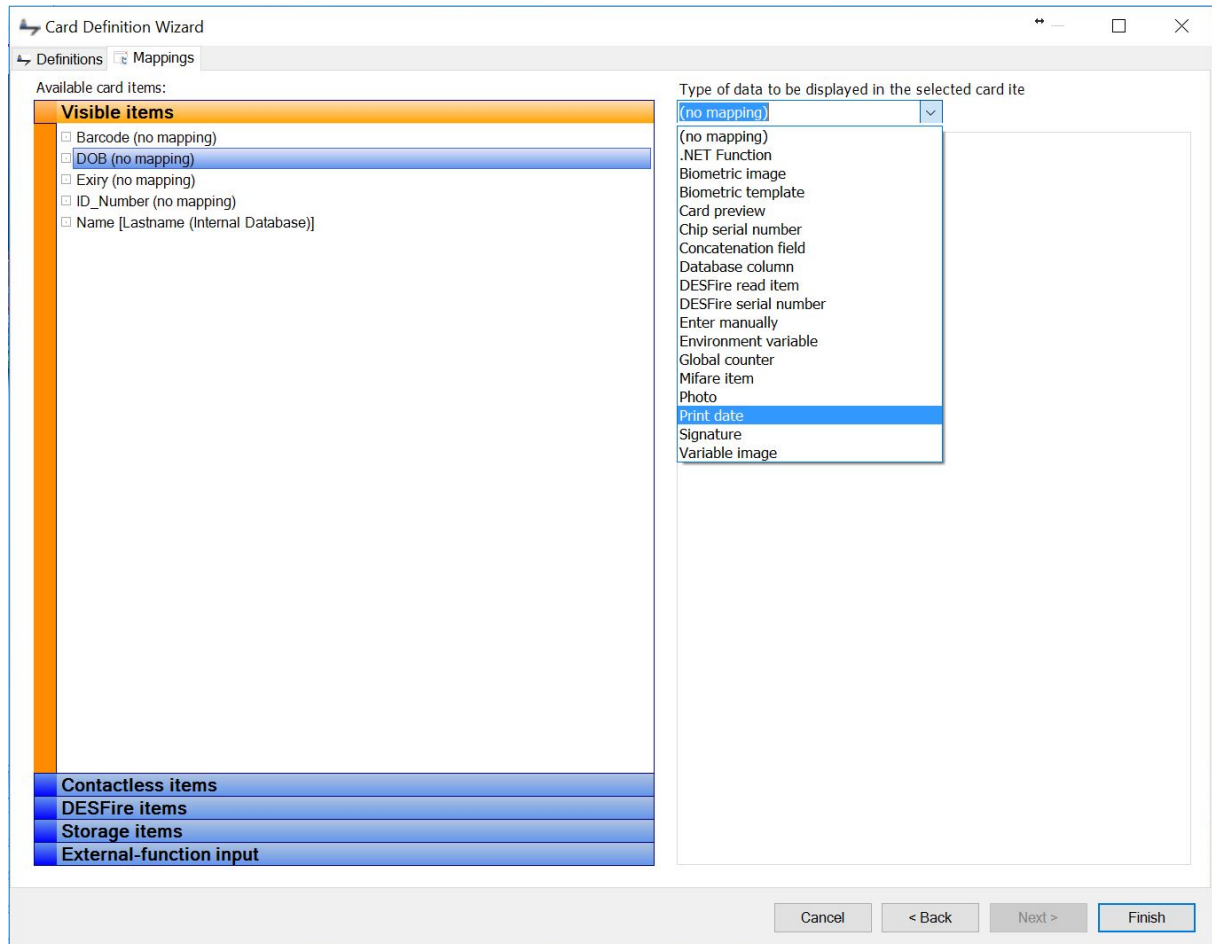 Card Definition Wizard
Definitions Mappings
Available card items:
Visible items
Barcode (no mapping)
DOB (no mapping)
Exiry (no mapping)
ID_Number (no mapping)
Name [Lastname (Internal Database)]
Contactless items
DESFire items
Storage items
External-function input
Type of data to be displayed in the selected card ite
(no mapping)
(no mapping)
.NET Function
Biometric image
Biometric template
Card preview
Chip serial number
Concatenation field
Database column
DESFire read item
DESFire serial number
Enter manually
Environment variable
Global counter
Mifare item
Photo
Print date
Signature
Variable image
Cancel < Back Next > Finish